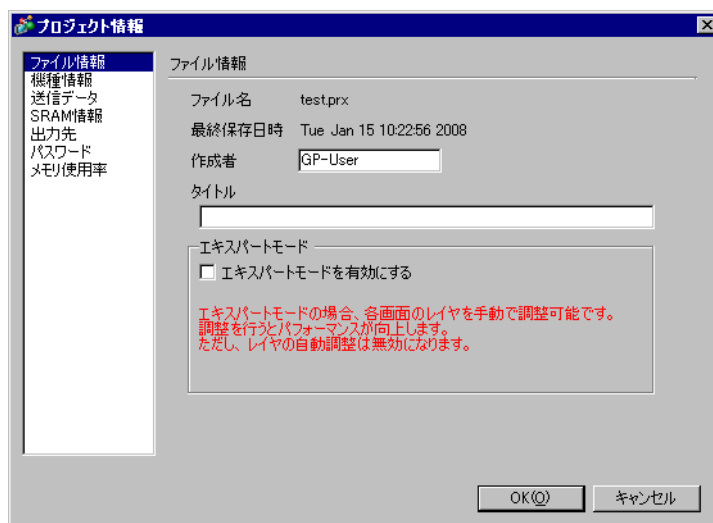 プロジェクト情報
ファイル情報
機種情報
送信データ
SRAM情報
出力先
パスワード
メモリ使用率
ファイル情報
ファイル名 test.prx
最終保存日時 Tue Jan 15 10:22:56 2008
作成者 GP-User
タイトル
エキスパートモード
エキスパートモードを有効にする
エキスパートモードの場合、各画面のレイヤを手動で調整可能です。
調整を行うとパフォーマンスが向上します。
ただし、レイヤの自動調整は無効になります。
OK(O) キャンセル